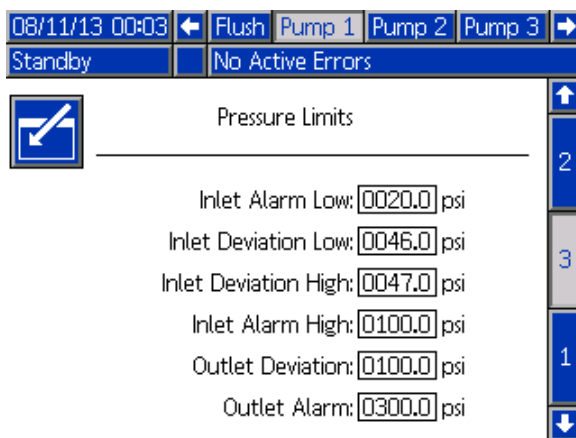 08/11/13 00:03 Flush Pump 1 Pump 2 Pump 3
Standby No Active Errors
Pressure Limits
2
Inlet Alarm Low: 0020.0 psi
Inlet Deviation Low: 0046.0 psi
3
Inlet Deviation High: 0047.0 psi
Inlet Alarm High: 0100.0 psi
1
Outlet Deviation: 0100.0 psi
Outlet Alarm: 0300.0 psi